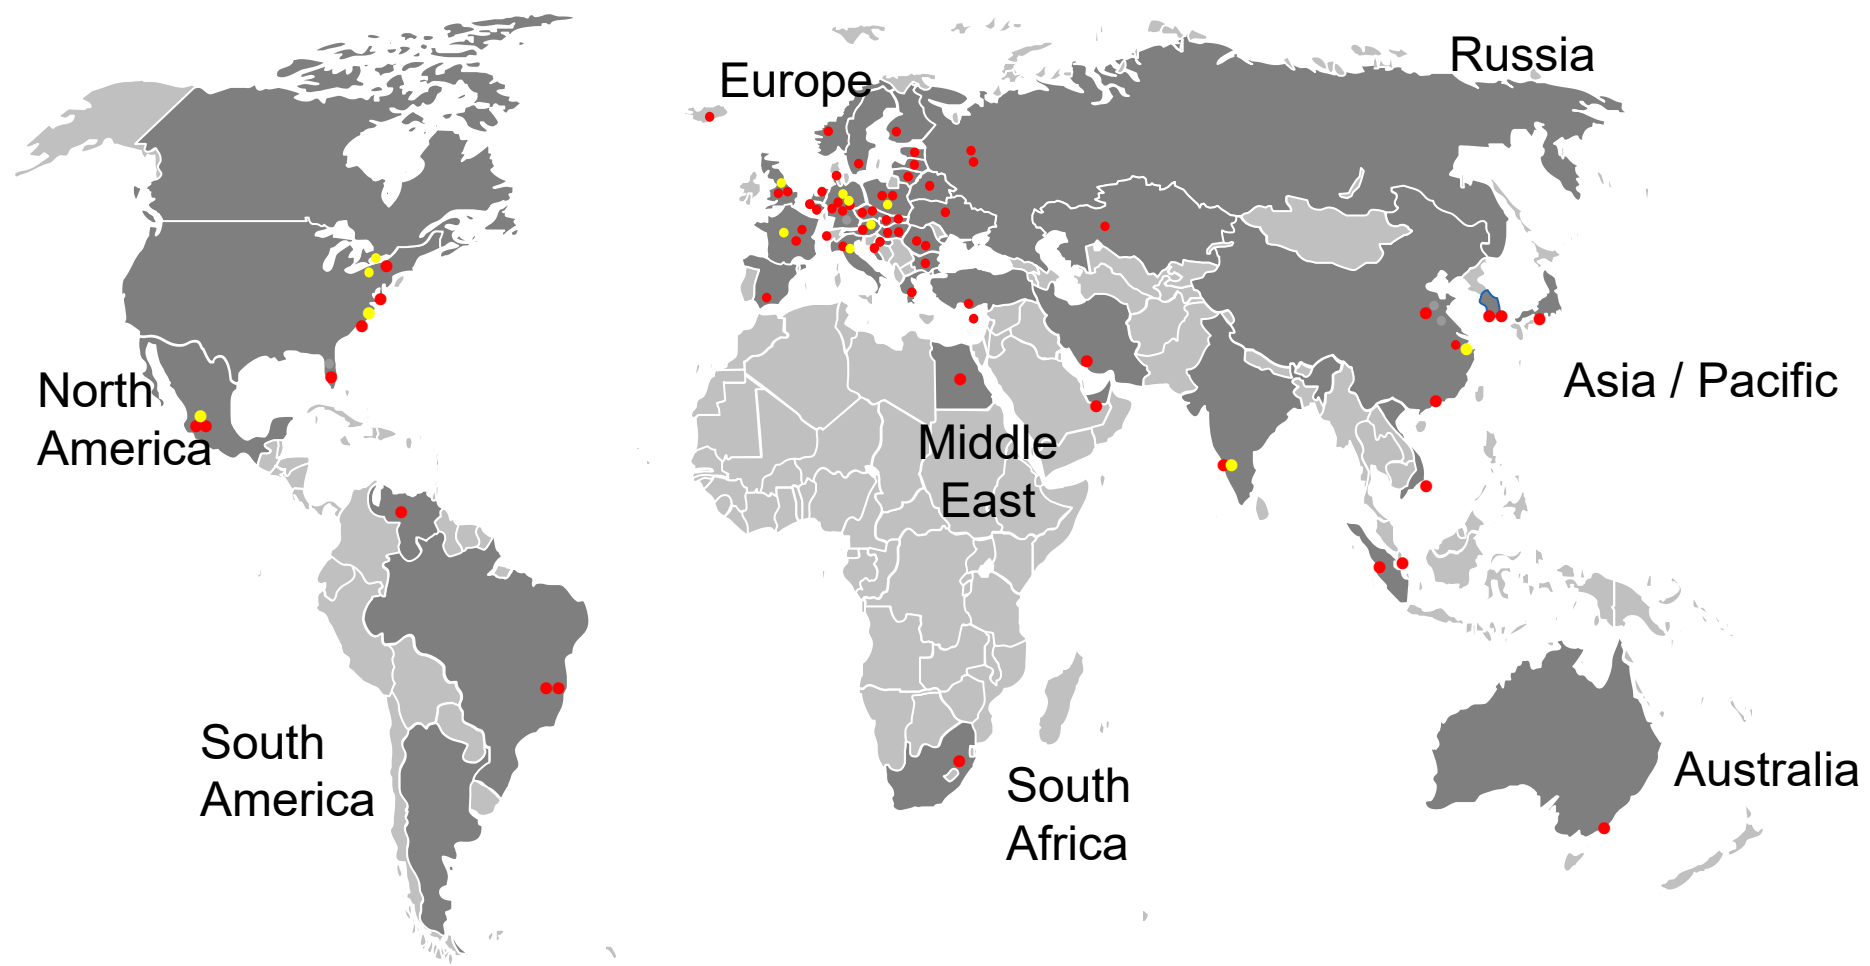 Europe
Russia
North
America
Asia / Pacific
Middle
East
South
America
South
Africa
Australia